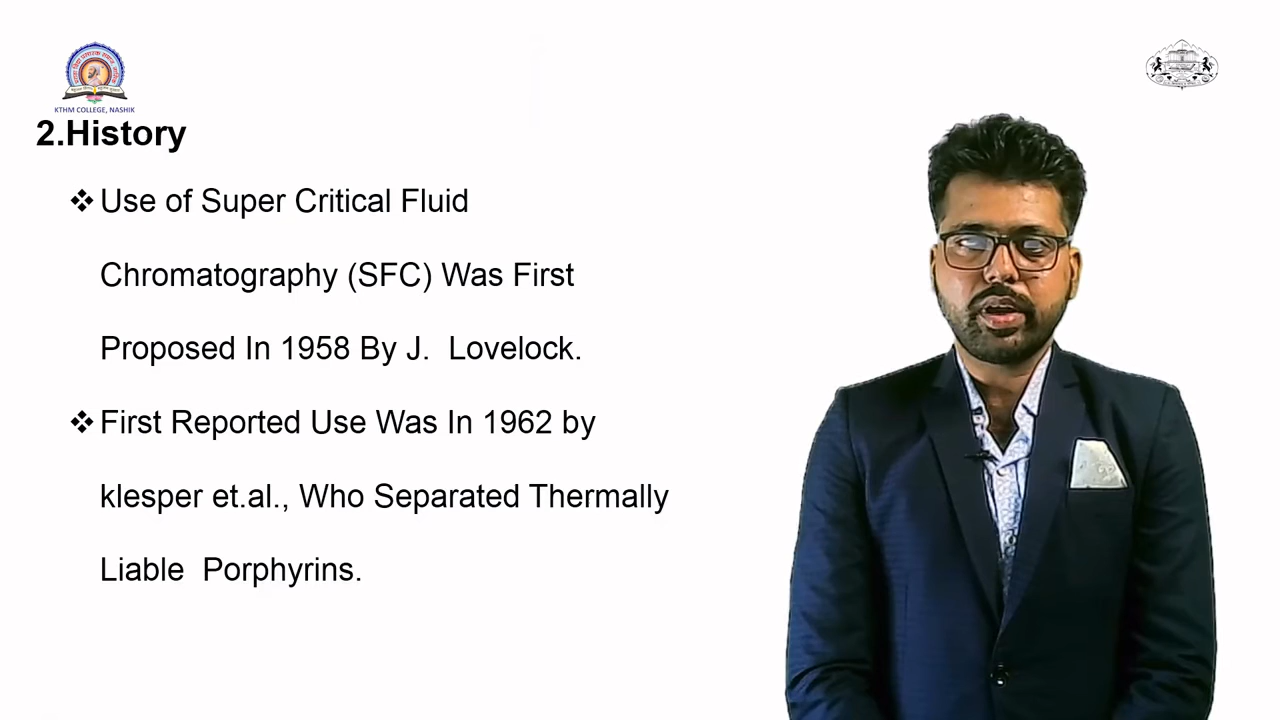 KTHM COLLEGE, NASHIK
2.History
❖ Use of Super Critical Fluid
Chromatography (SFC) Was First
Proposed In 1958 By J.  Lovelock.
❖ First Reported Use Was In 1962 by
klesper et.al., Who Separated Thermally
Liable  Porphyrins.